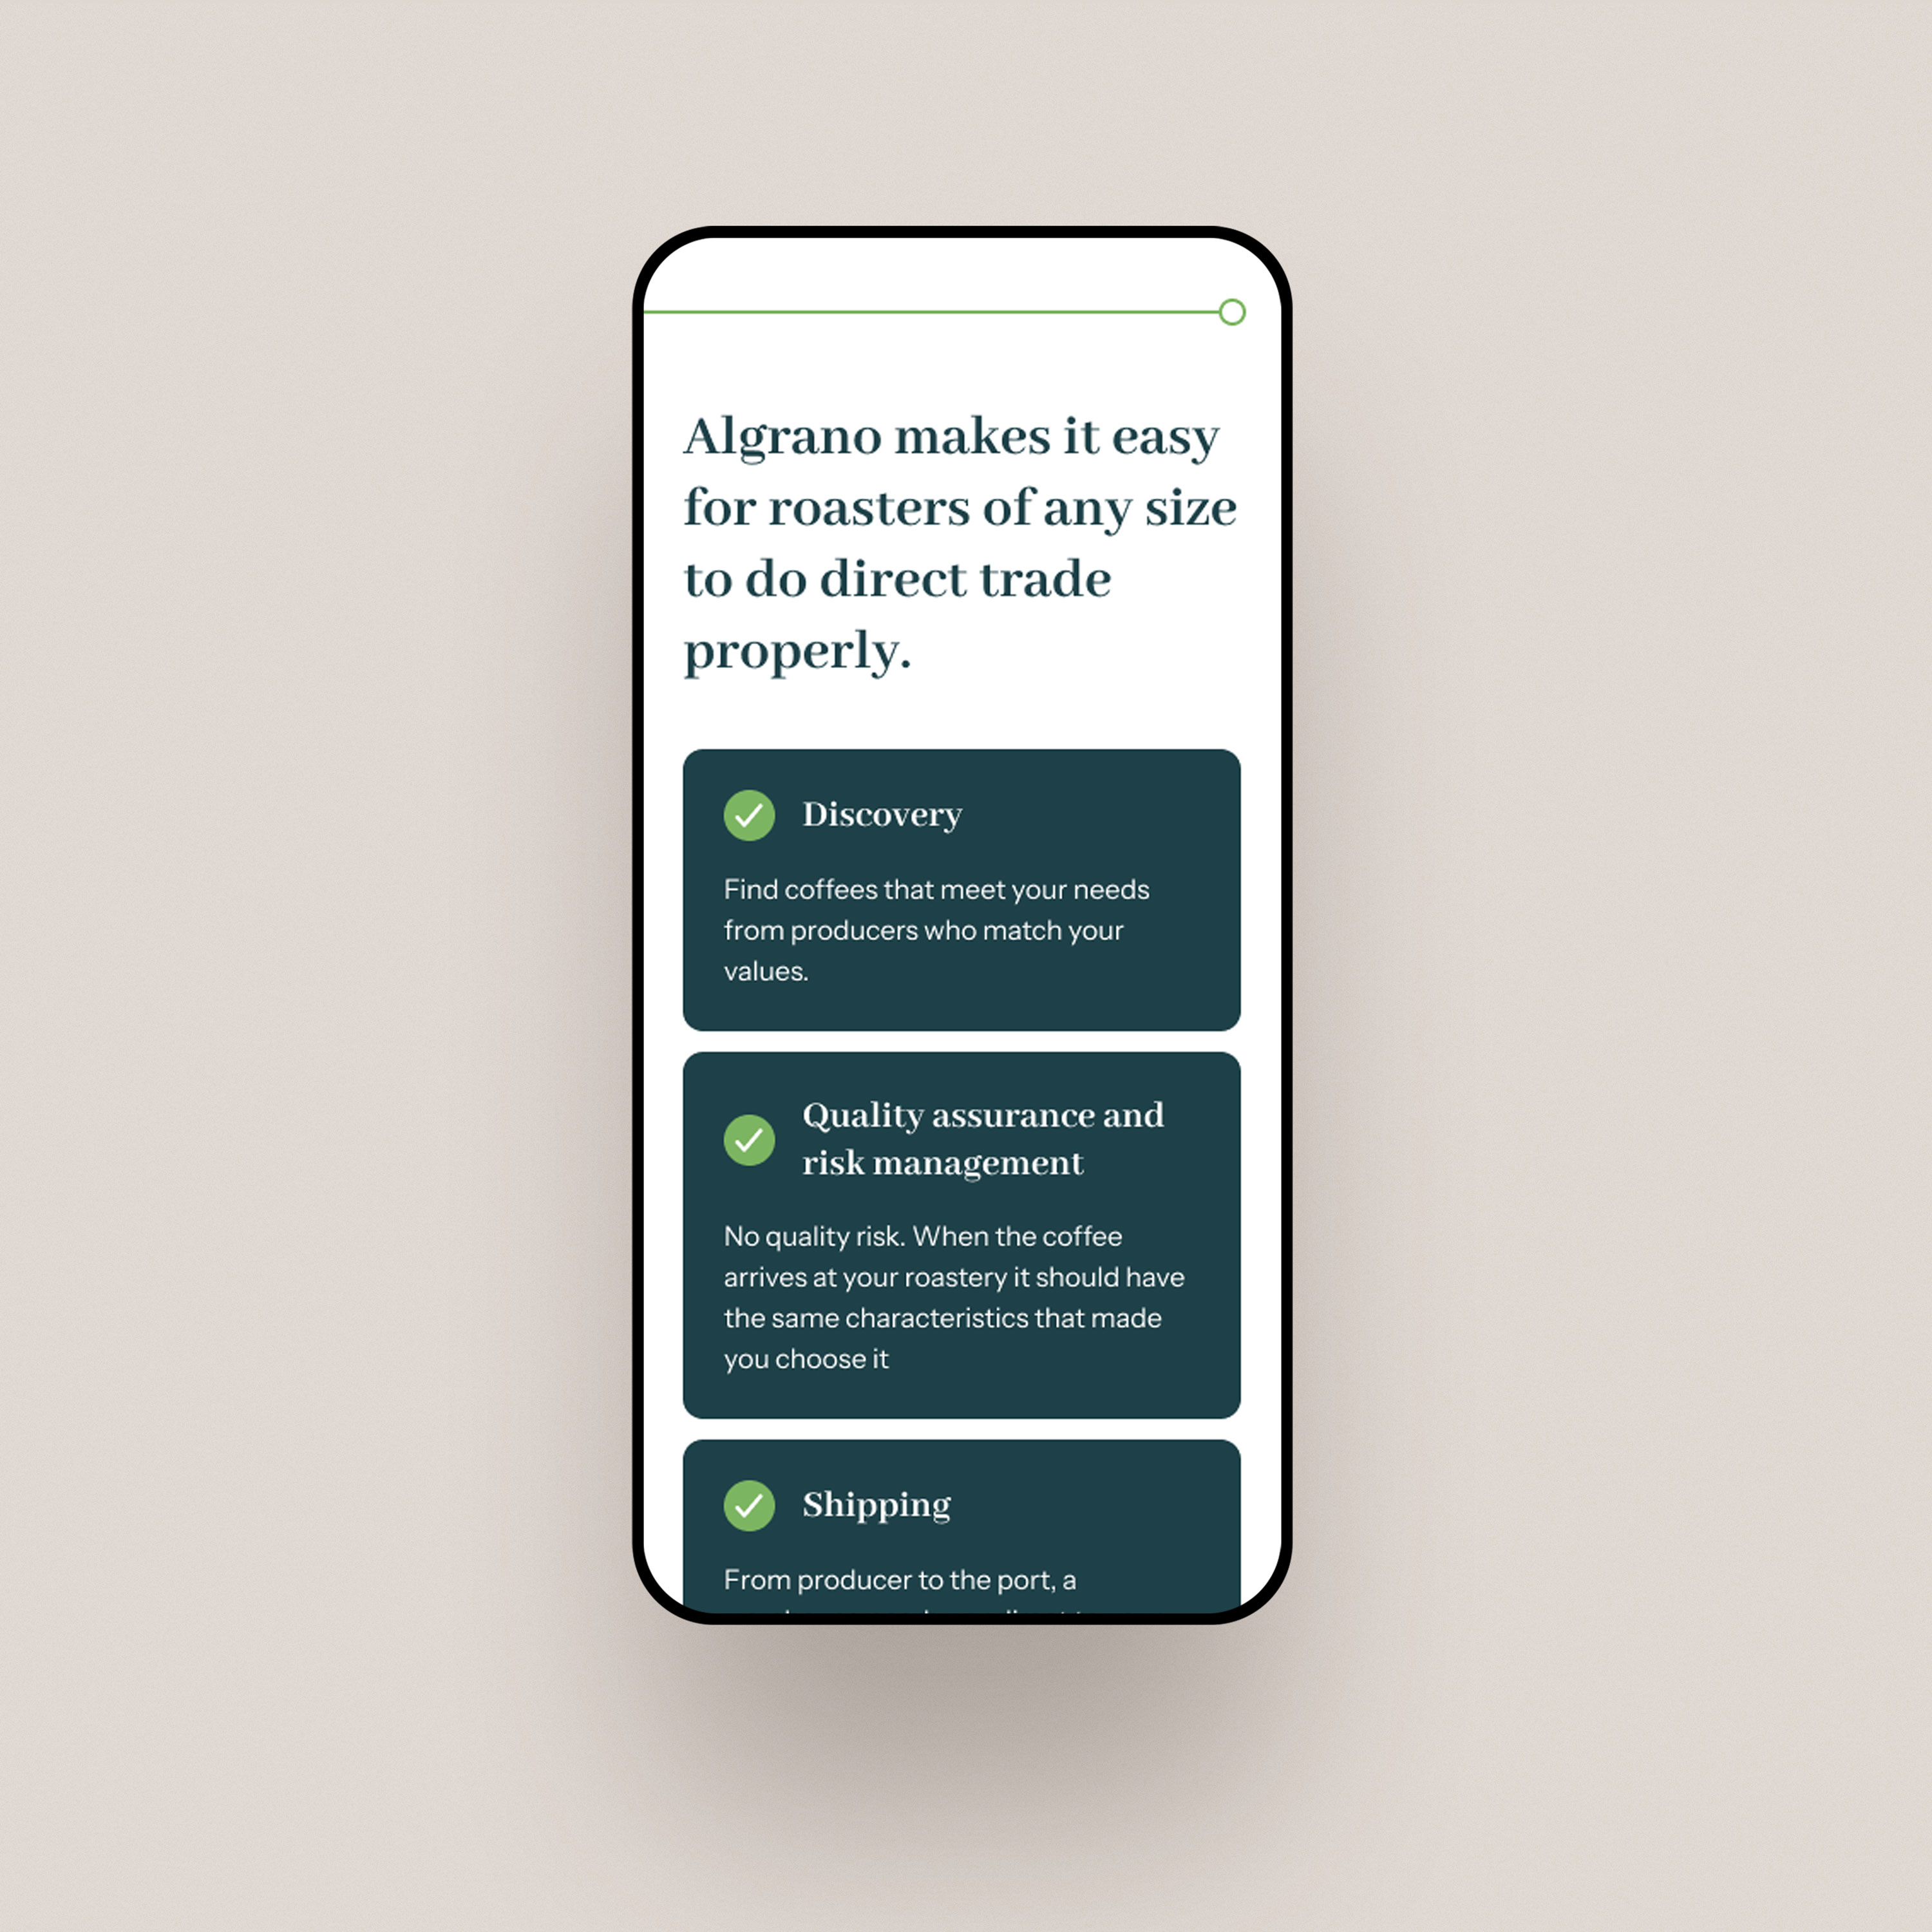 Algrano makes it easy
for roasters of any size
to do direct trade
properly.
Discovery
Find coffees that meet your needs
from producers who match your
values.
Quality assurance and
risk management
No quality risk. When the coffee
arrives at your roastery it should have
the same characteristics that made
you choose it
Shipping
From producer to the port, a